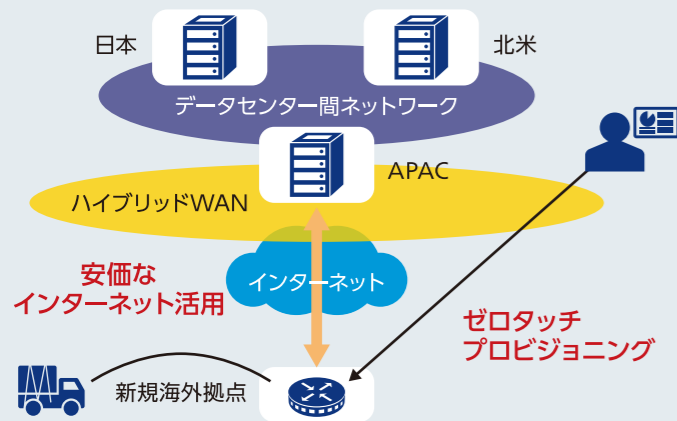 日本
北米
データセンター間ネットワーク
APAC
ハイブリッドWAN
安価な
インターネット活用
インターネット
ゼロタッチ
プロビジョニング
新規海外拠点